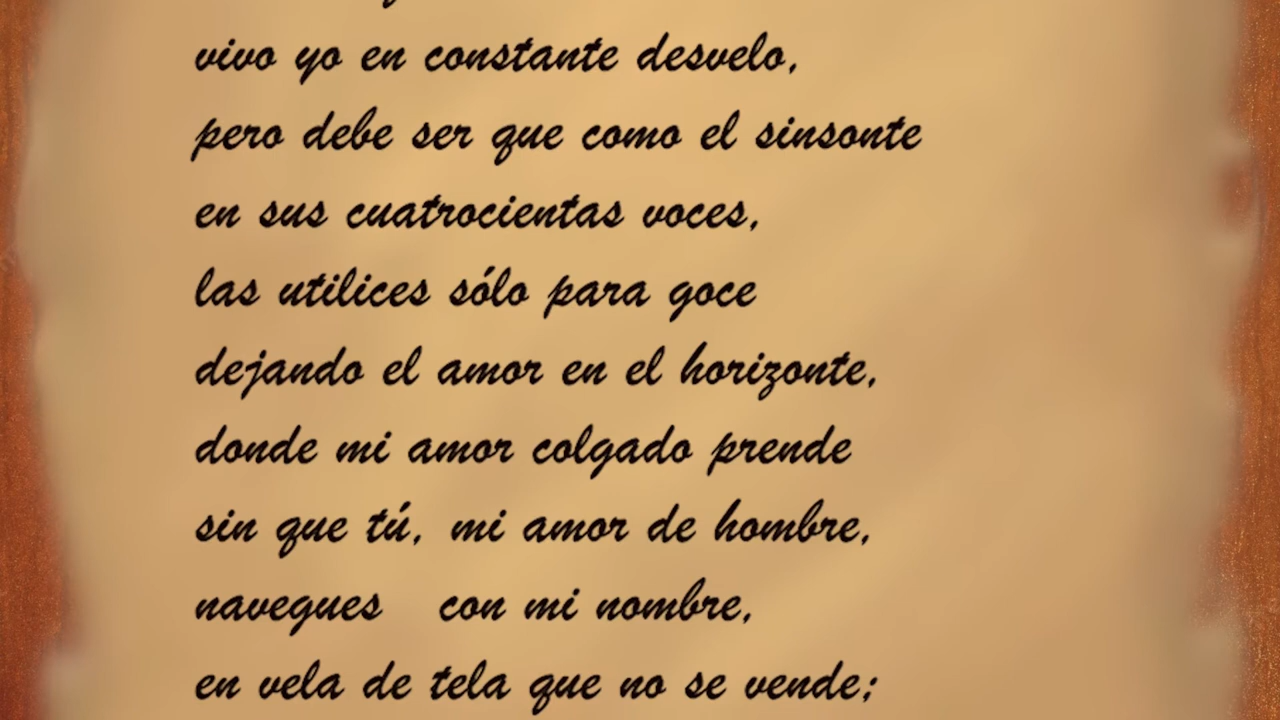 vivo yo en constante desvelo,
pero debe ser que como el sinsonte
en sus cuatrocientas voces,
las utilices sólo para goce
dejando el amor en el horizonte,
donde mi amor colgado prende
sin que tú, mi amor de hombre,
navegues con mi nombre,
en vela de tela que no se vende;